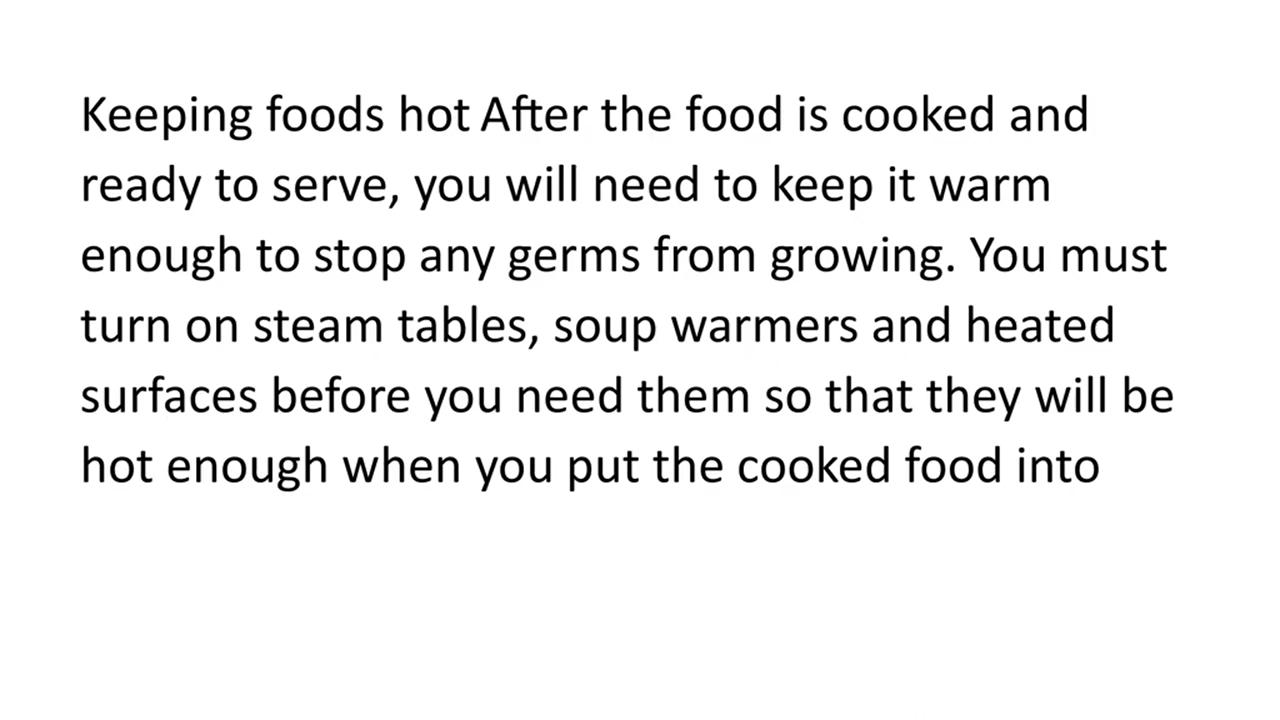 Keeping foods hot After the food is cooked and
ready to serve, you will need to keep it warm
enough to stop any germs from growing. You must
turn on steam tables, soup warmers and heated
surfaces before you need them so that they will be
hot enough when you put the cooked food into